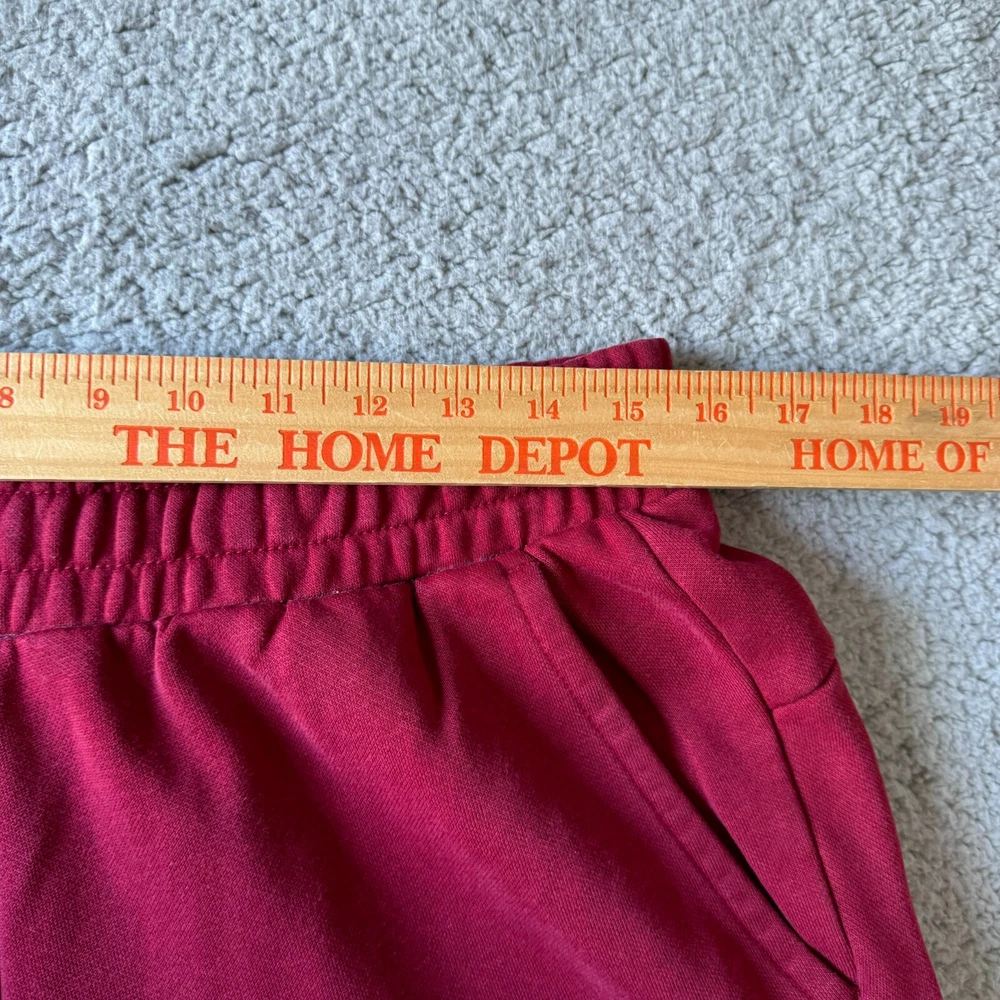 8 9 10 11 12 13 14 15 16 17 18 19
THE HOME DEPOT HOME OF